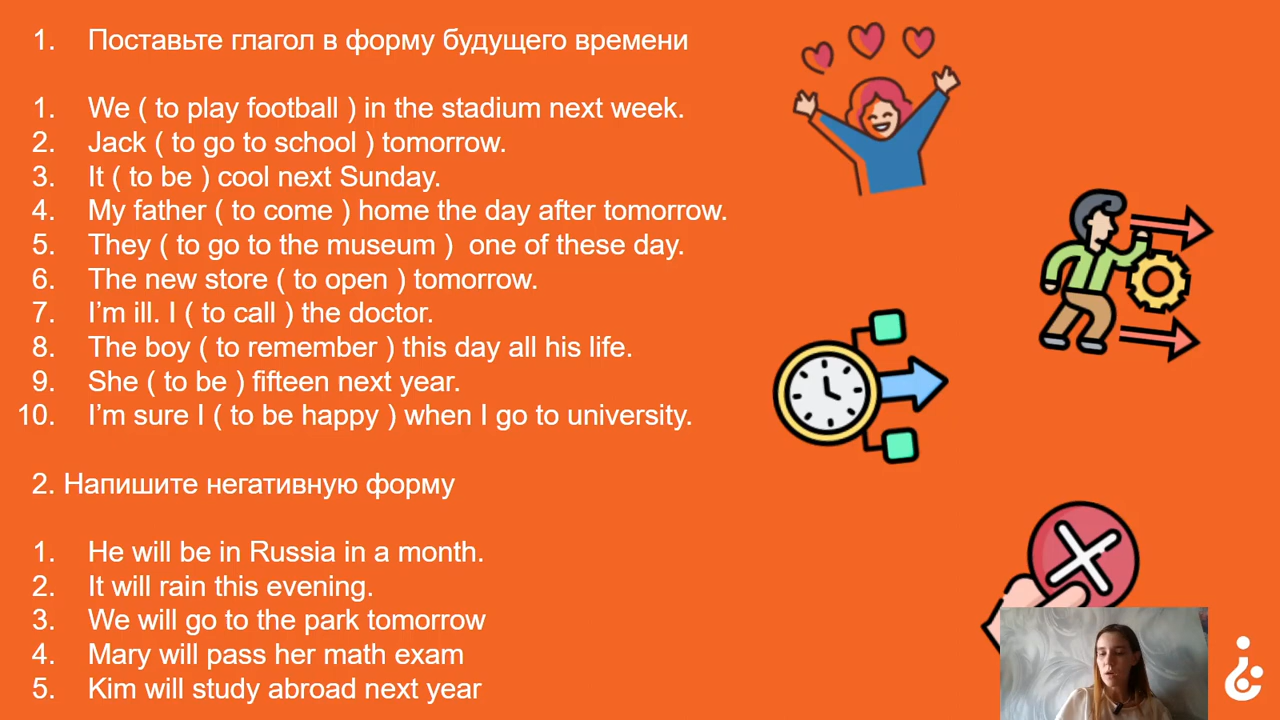 1. Поставьте глагол в форму будущего времени
1. We ( to play football ) in the stadium next week.
2. Jack ( to go to school ) tomorrow.
3. It ( to be ) cool next Sunday.
4. My father ( to come ) home the day after tomorrow.
5. They ( to go to the museum )  one of these day.
6. The new store ( to open ) tomorrow.
7. I’m ill. I ( to call ) the doctor.
8. The boy ( to remember ) this day all his life.
9. She ( to be ) fifteen next year.
10. I’m sure I ( to be happy ) when I go to university.
2. Напишите негативную форму
1. He will be in Russia in a month.
2. It will rain this evening.
3. We will go to the park tomorrow
4. Mary will pass her math exam
5. Kim will study abroad next year